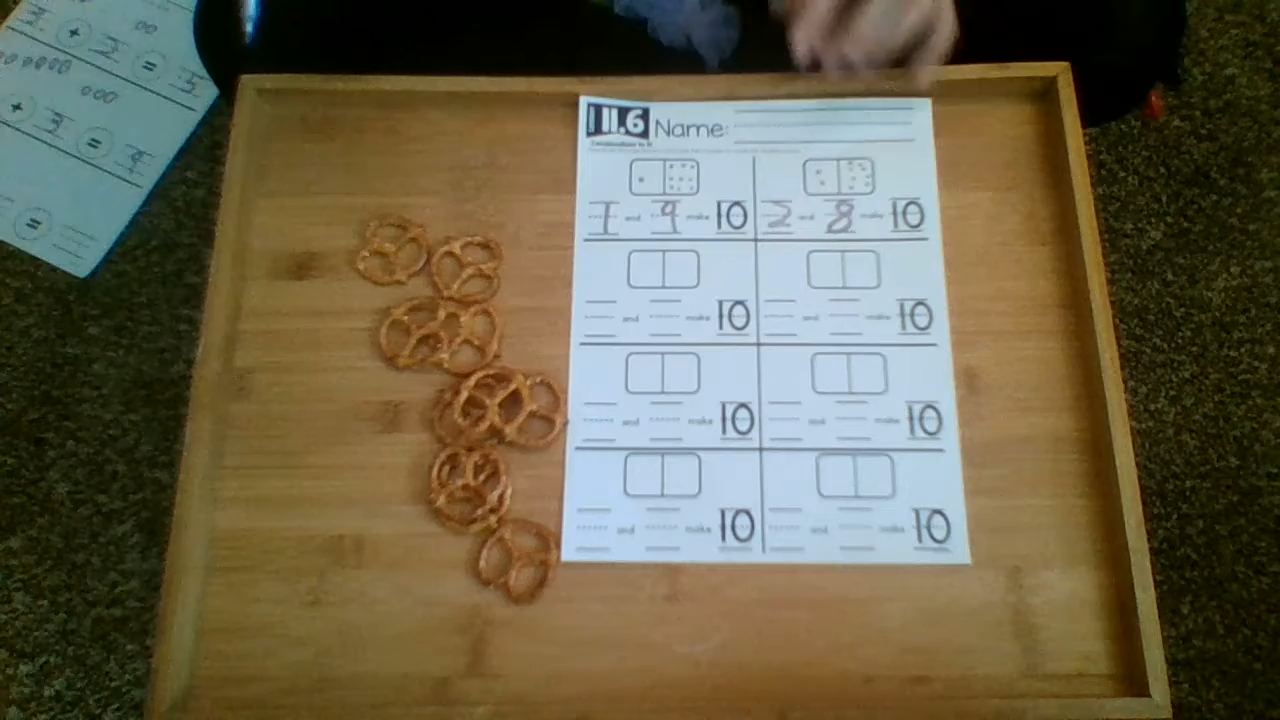 3 + 2 = 5
+ 3 =
=
11.6 Name:
1 and 9 make 10
2 and 8 make 10
and make 10
and make 10
and make 10
and make 10
and make 10
and make 10